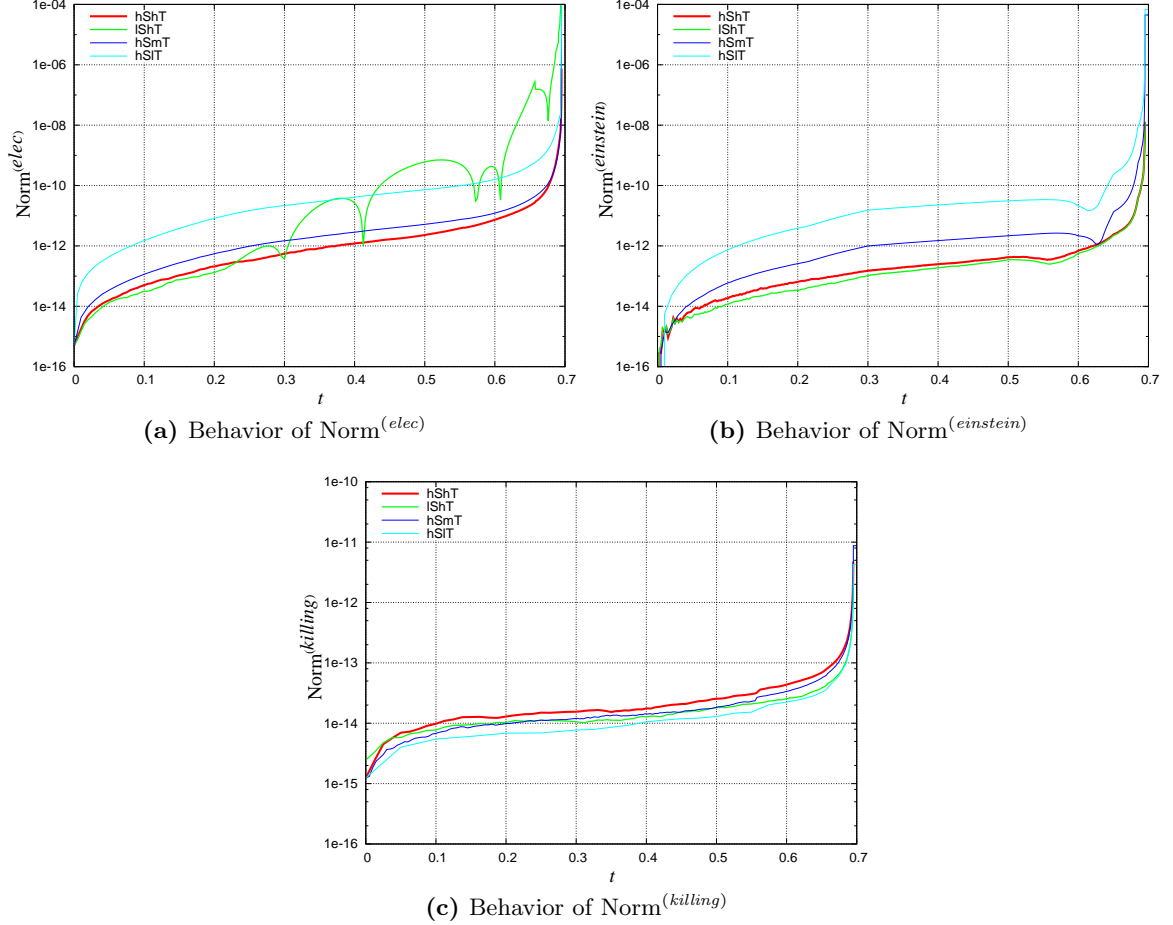 1e-04
1e-06
1e-08
1e-10
1e-12
1e-14
1e-16
Norm(elec)
hShT
lShT
hSmT
hSlT
0 0.1 0.2 0.3 0.4 0.5 0.6 0.7
t
(a) Behavior of Norm(elec)
1e-04
1e-06
1e-08
1e-10
1e-12
1e-14
1e-16
Norm(einstein)
hShT
lShT
hSmT
hSlT
0 0.1 0.2 0.3 0.4 0.5 0.6 0.7
t
(b) Behavior of Norm(einstein)
1e-10
1e-11
1e-12
1e-13
1e-14
1e-15
1e-16
Norm(killing)
hShT
lShT
hSmT
hSlT
0 0.1 0.2 0.3 0.4 0.5 0.6 0.7
t
(c) Behavior of Norm(killing)